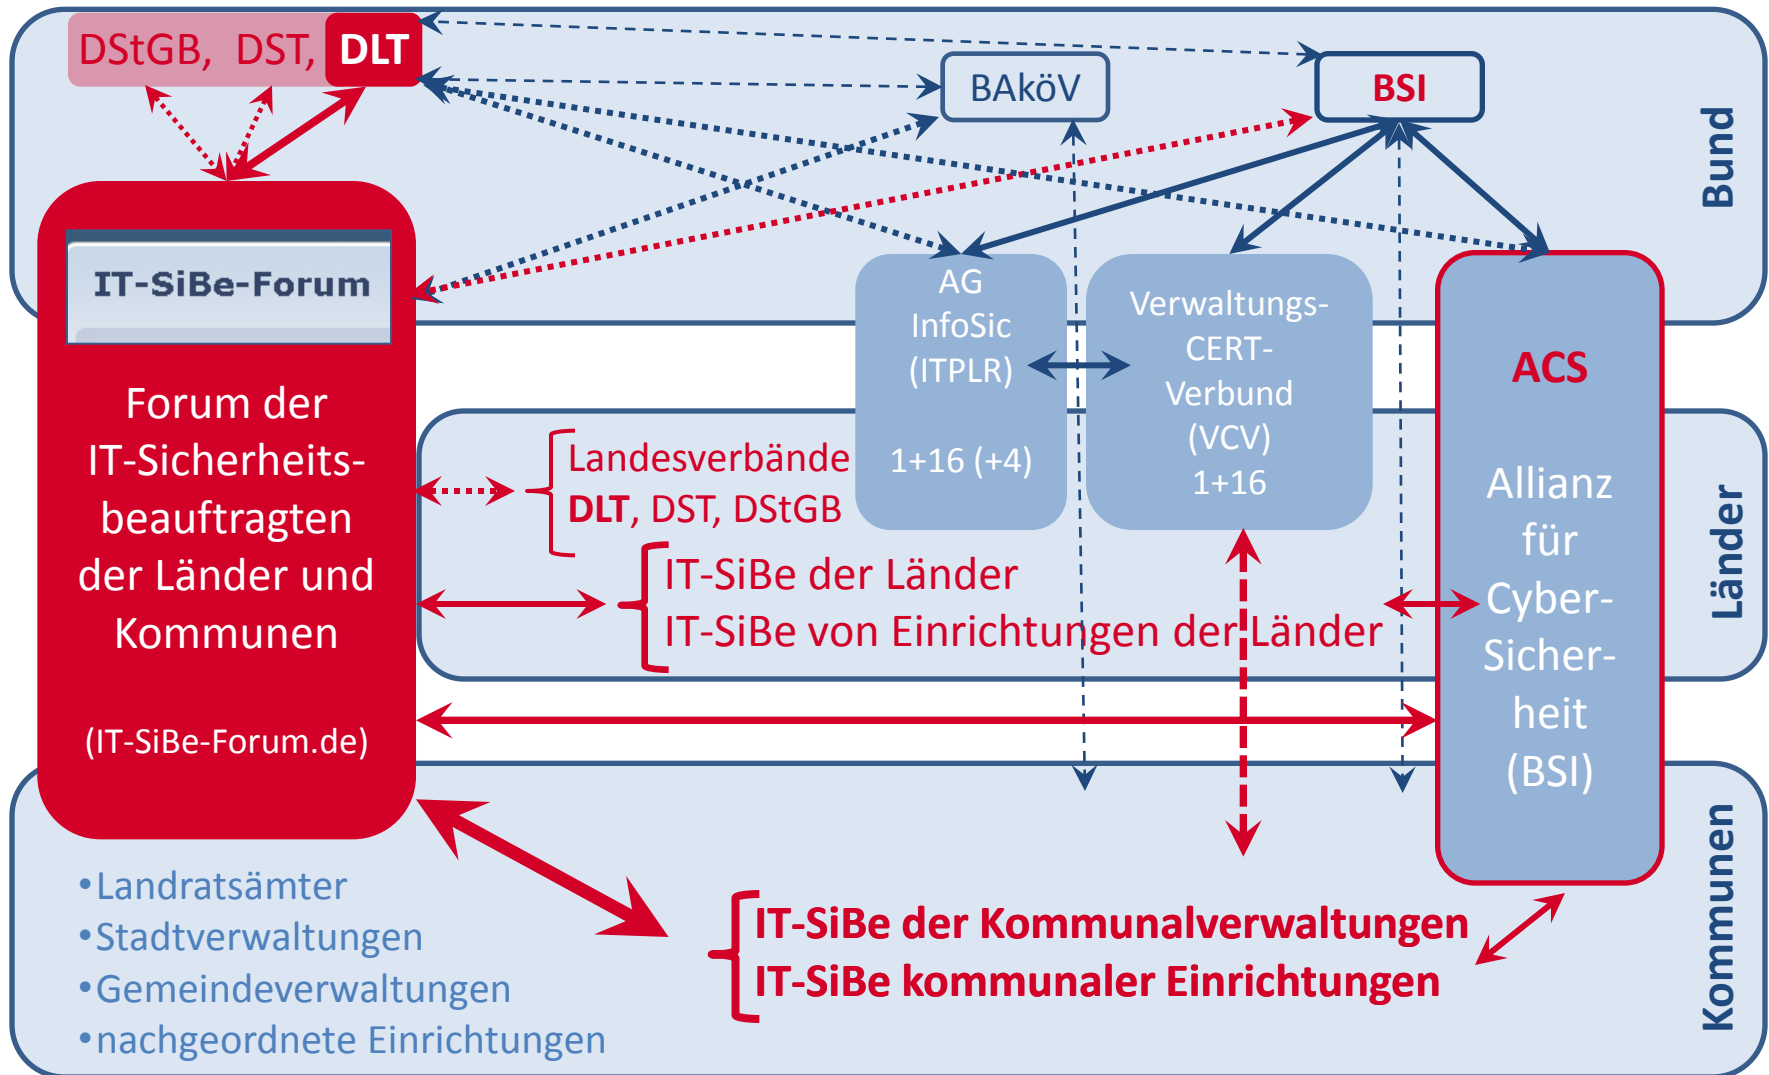 DStGB, DST, DLT
BAköV
BSI
Bund
IT-SiBe-Forum
Forum der
IT-Sicherheits-
beauftragten
der Länder und
Kommunen
(IT-SiBe-Forum.de)
AG
InfoSic
(ITPLR)
1+16 (+4)
Verwaltungs-
CERT-
Verbund
(VCV)
1+16
ACS
Allianz
für
Cyber-
Sicher-
heit
(BSI)
Landesverbände
DLT, DST, DStGB
IT-SiBe der Länder
IT-SiBe von Einrichtungen der Länder
Länder
•Landratsämter
•Stadtverwaltungen
•Gemeindeverwaltungen
•nachgeordnete Einrichtungen
IT-SiBe der Kommunalverwaltungen
IT-SiBe kommunaler Einrichtungen
Kommunen